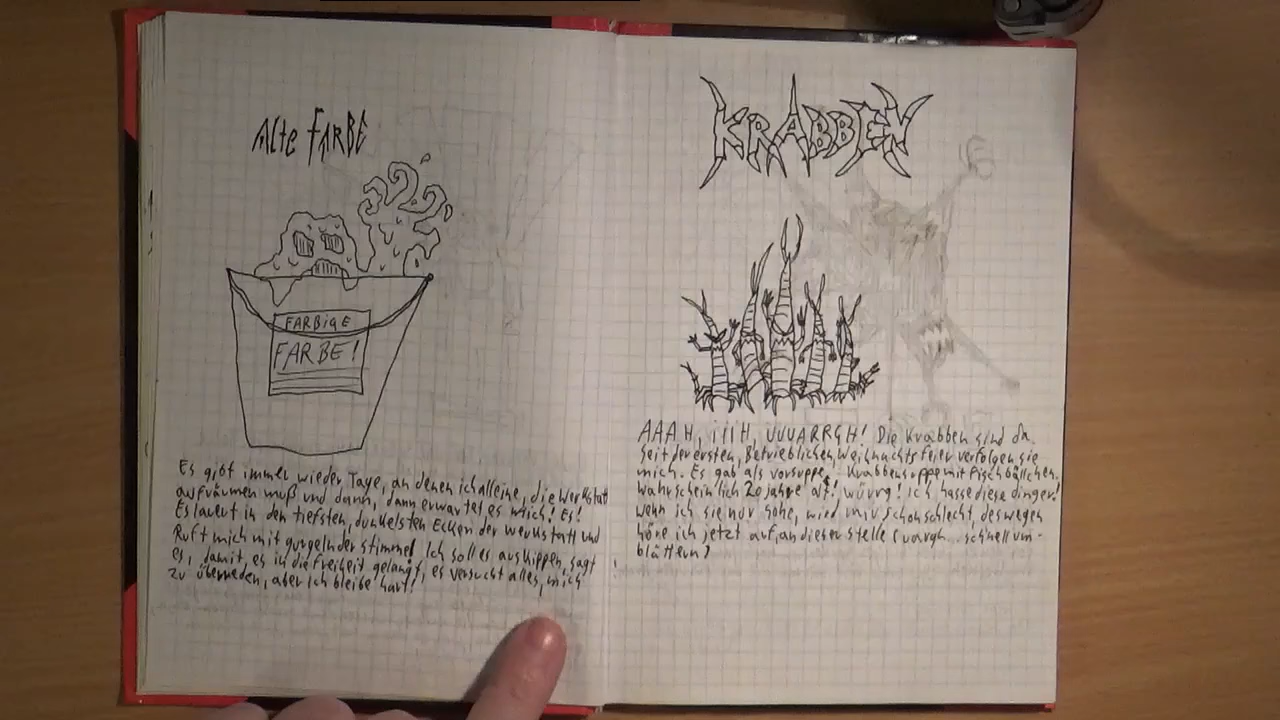 Alte FARBE
FARBIGE
FARBE!
Es gibt immer wieder Tage, an denen ich alleine, die Werkstatt
aufräumen muß und dann, dann erwartet es mich! Es!
Es lauert in den tiefsten, dunkelsten Ecken der Werkstatt und
Ruft mich mit gurgelnder stimme! Ich soll es auskippen, sagt
es, damit es in die Freiheit gelangt, es versucht alles, mich
zu überreden, aber ich bleibe hart!
KRABBEN
AAAH, iiiH, UUUARRGH! Die Krabben sind da.
Seit der ersten, Betrieblichen, Weihnachtsfeier verfolgen sie
mich. Es gab als vorsuppe, Krabbensuppe mit Fischbällchen,
Wahrscheinlich 20 jahre alt! würrg! Ich hasse diese dinger!
Wenn ich sie nur sehe, wird mir schon schlecht, deswegen
höre ich jetzt auf, an dieser stelle (uargh... schnell um-
blättern)